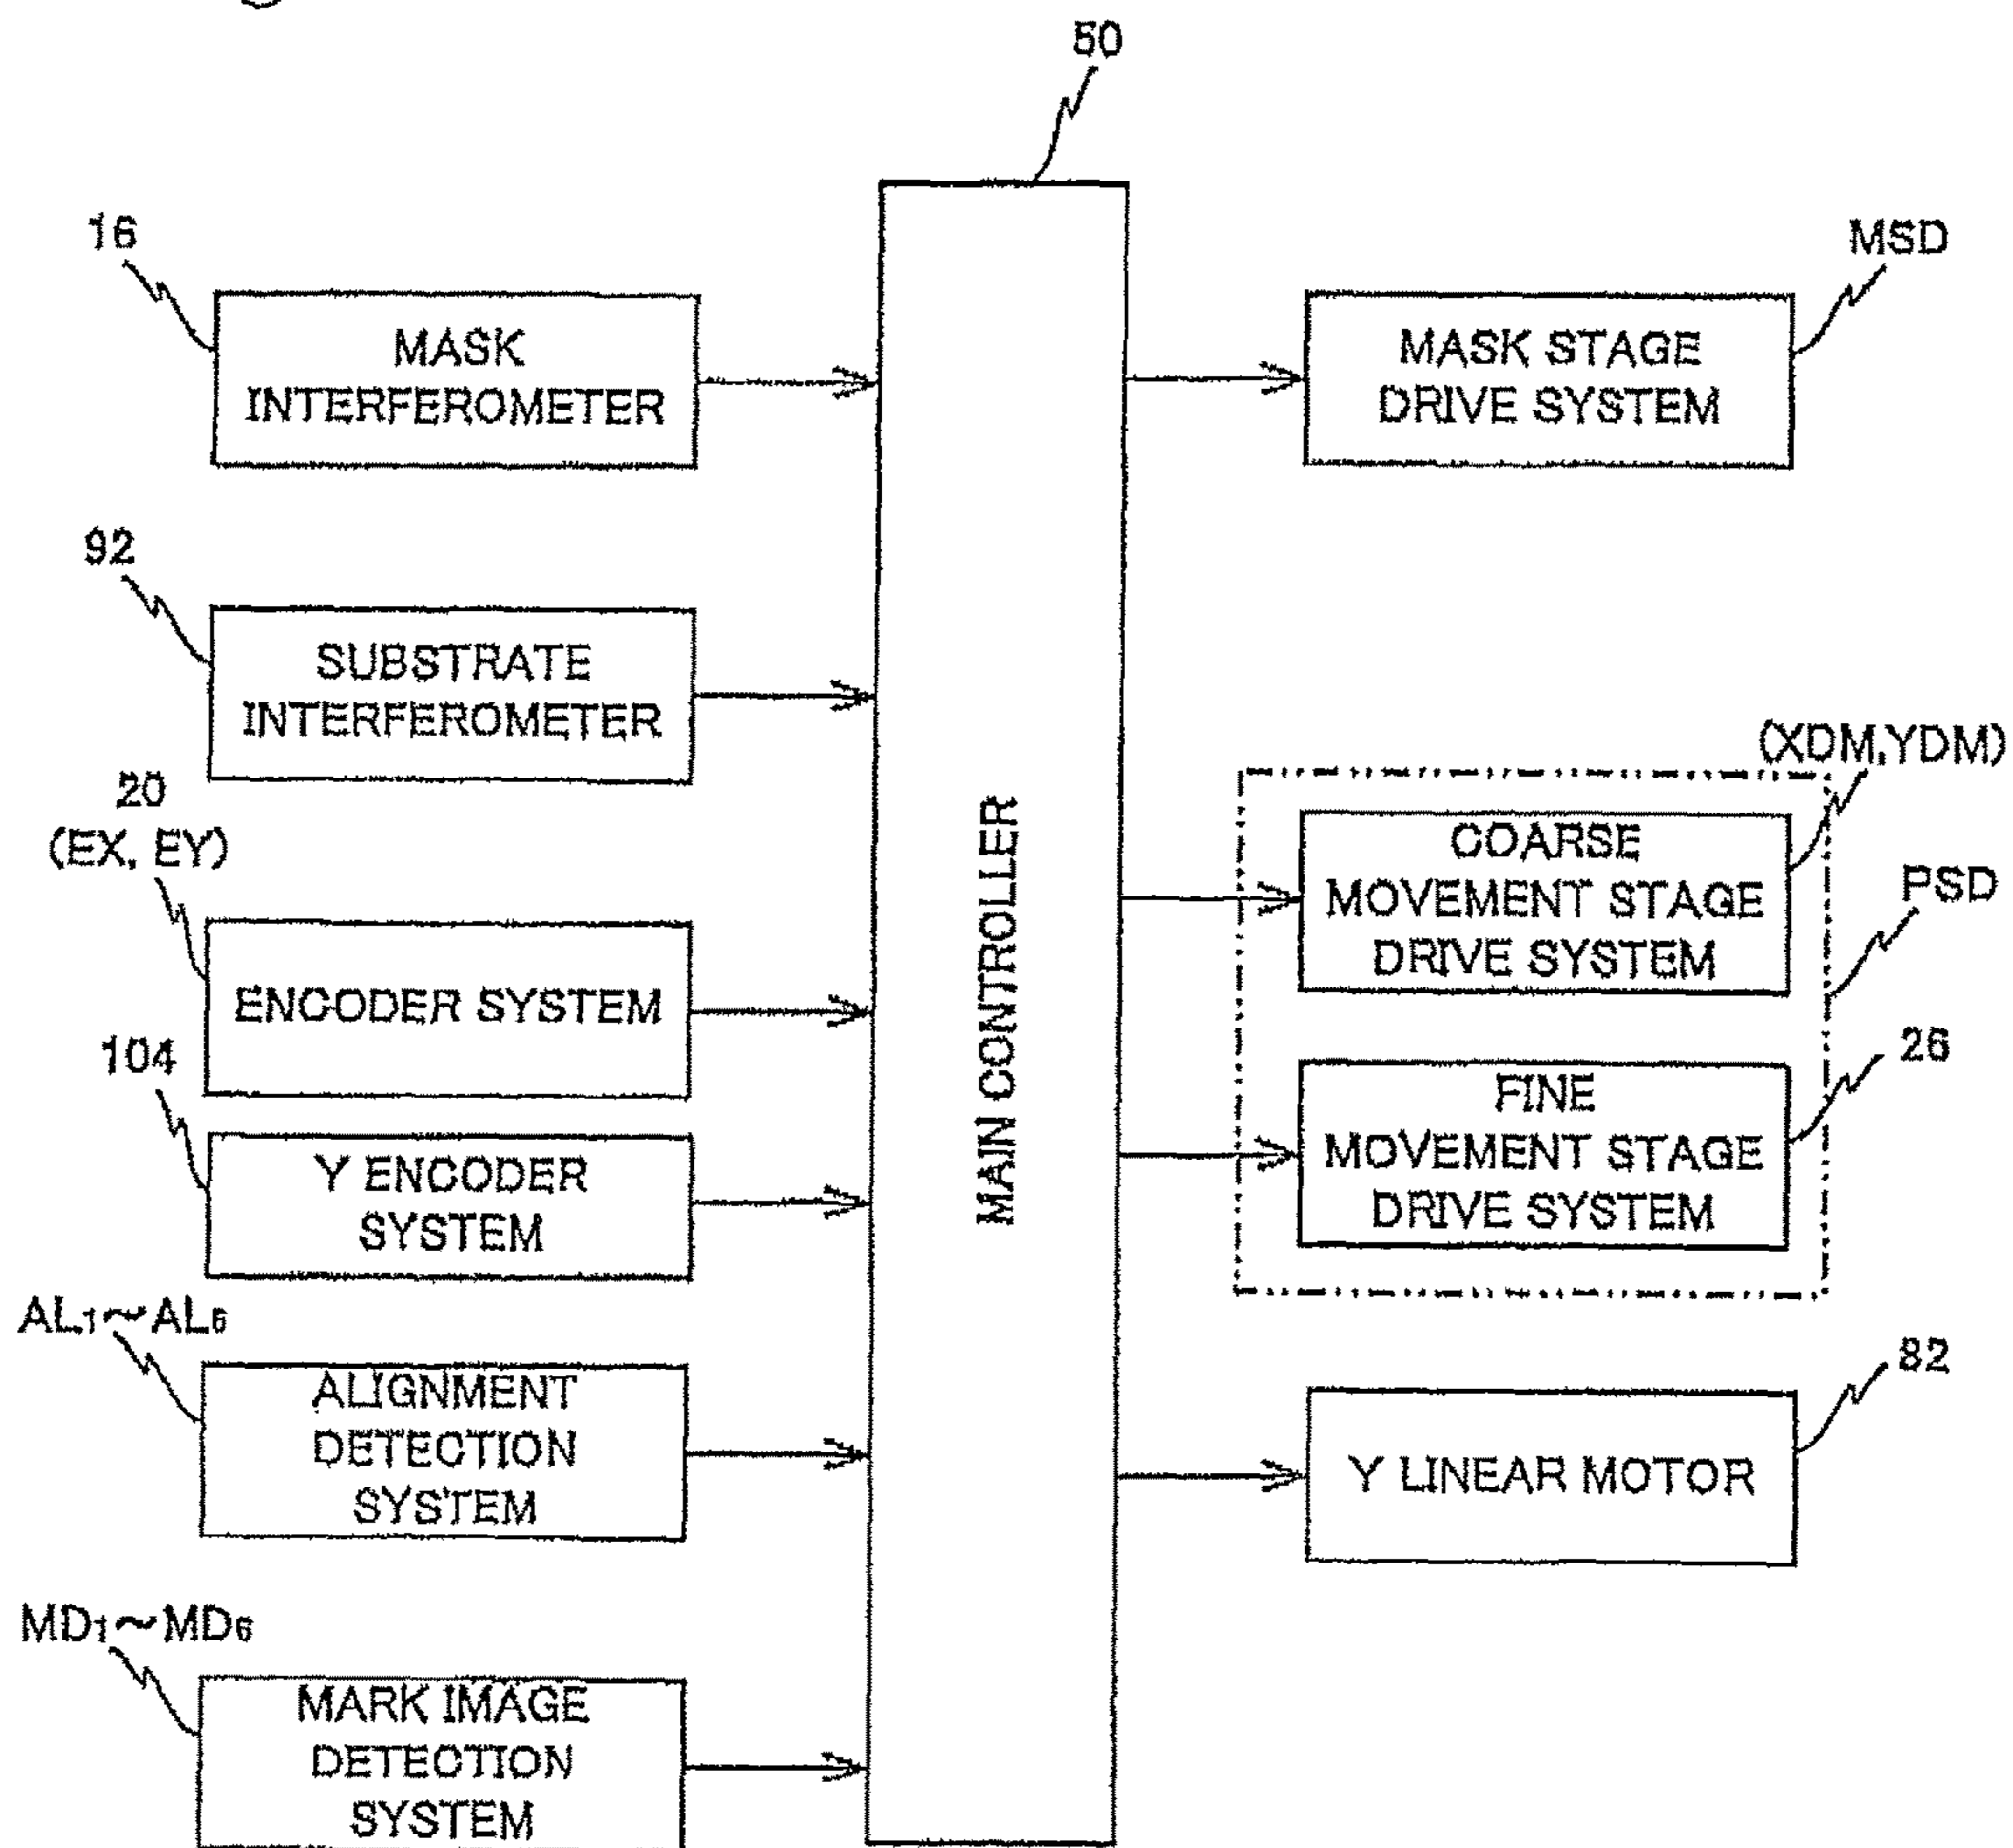 50
16
MASK
INTERFEROMETER
MSD
MASK STAGE
DRIVE SYSTEM
92
SUBSTRATE
INTERFEROMETER
20
(EX, EY)
ENCODER SYSTEM
MAIN CONTROLLER
(XDM,YDM)
COARSE
MOVEMENT STAGE
DRIVE SYSTEM
PSD
104
Y ENCODER
SYSTEM
26
FINE
MOVEMENT STAGE
DRIVE SYSTEM
AL1~AL6
ALIGNMENT
DETECTION
SYSTEM
82
Y LINEAR MOTOR
MD1~MD6
MARK IMAGE
DETECTION
SYSTEM